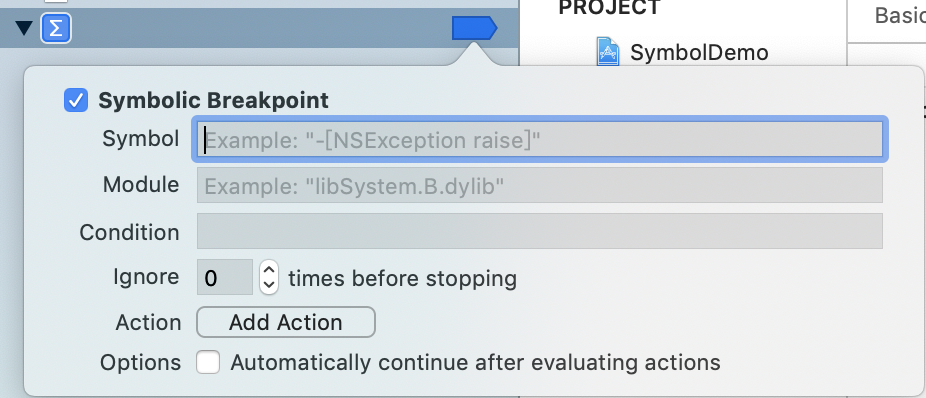 PROJECT
Basic
Σ
SymbolDemo
Symbolic Breakpoint
Symbol Example: "-[NSException raise]"
Module Example: "libSystem.B.dylib"
Condition
Ignore 0 times before stopping
Action Add Action
Options Automatically continue after evaluating actions